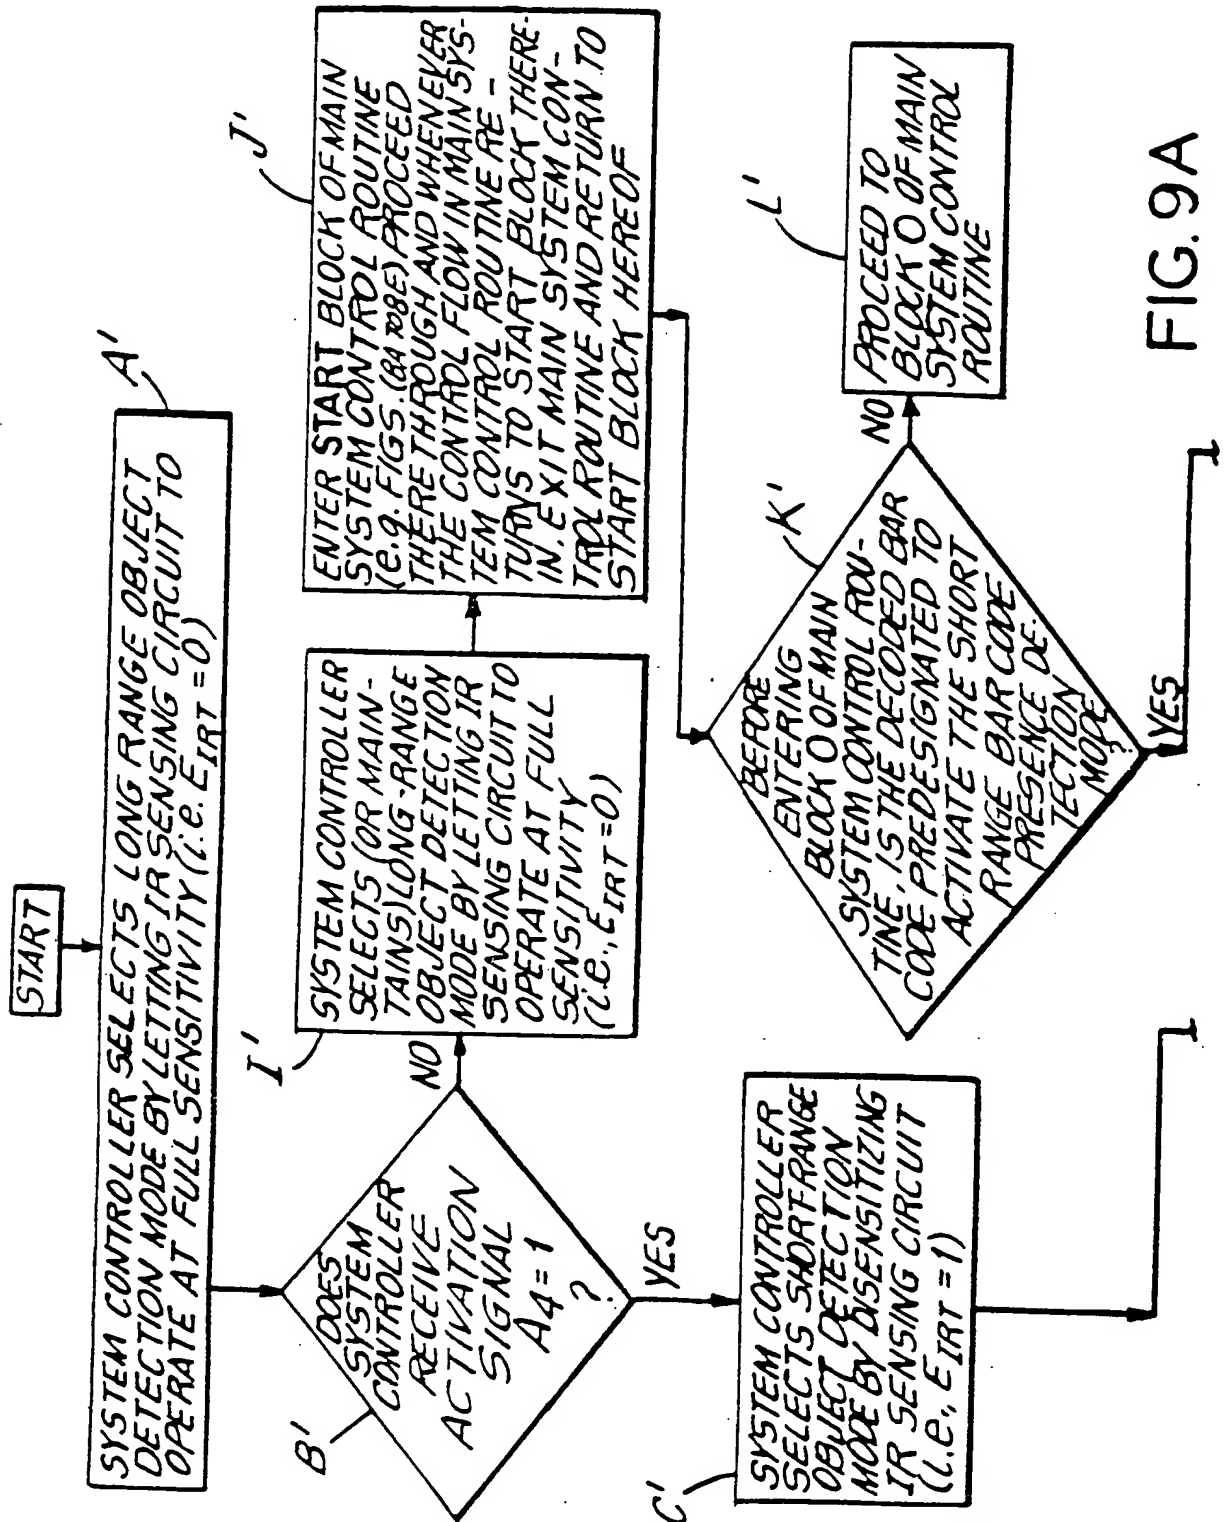 START
A'
SYSTEM CONTROLLER SELECTS LONG RANGE OBJECT
DETECTION MODE BY LETTING IR SENSING CIRCUIT TO
OPERATE AT FULL SENSITIVITY (i.e. E IRT =0)
B'
DOES
SYSTEM
CONTROLLER
RECEIVE
ACTIVATION
SIGNAL
A4=1
?
NO
YES
I'
SYSTEM CONTROLLER
SELECTS (OR MAIN-
TAINS) LONG-RANGE
OBJECT DETECTION
MODE BY LETTING IR
SENSING CIRCUIT TO
OPERATE AT FULL
SENSITIVITY
(i.e., E IRT =0)
J'
ENTER START BLOCK OF MAIN
SYSTEM CONTROL ROUTINE
(e.g. FIGS. (8A TO 8E) PROCEED
THERETHROUGH AND WHENEVER
THE CONTROL FLOW IN MAIN SYS-
TEM CONTROL ROUTINE RE-
TURNS TO START BLOCK THERE-
IN. EXIT MAIN SYSTEM CON-
TROL ROUTINE AND RETURN TO
START BLOCK HEREOF
C'
SYSTEM CONTROLLER
SELECTS SHORT-RANGE
OBJECT DETECTION
MODE BY DISENSITIZING
IR SENSING CIRCUIT
(i.e., E IRT =1)
K'
BEFORE
ENTERING
BLOCK O OF MAIN
SYSTEM CONTROL ROU-
TINE, IS THE DECODED BAR
CODE PREDESIGNATED TO
ACTIVATE THE SHORT
RANGE BAR CODE
PRESENCE DE.
TECTION
MODE
?
NO
YES
L'
PROCEED TO
BLOCK O OF MAIN
SYSTEM CONTROL
ROUTINE
FIG. 9A